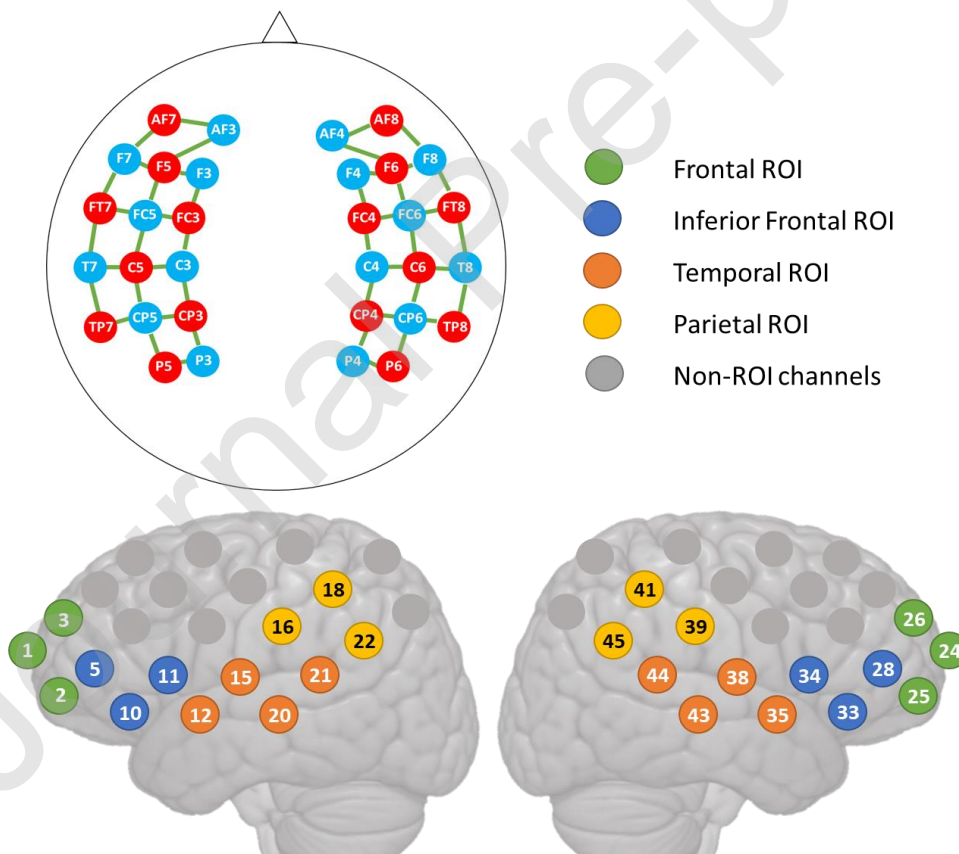 AF7 AF3 AF4 AF8
F7 F5 F3 F4 F6 F8
FT7 FC5 FC3 FC4 FC6 FT8
T7 C5 C3 C4 C6 T8
TP7 CP5 CP3 CP4 CP6 TP8
P5 P3 P4 P6
Frontal ROI
Inferior Frontal ROI
Temporal ROI
Parietal ROI
Non-ROI channels
18 41
3 16 39 26
1 22 45 24
5 11 15 21 44 38 34 28
2 25
10 12 20 43 35 33
urnal Pre-p